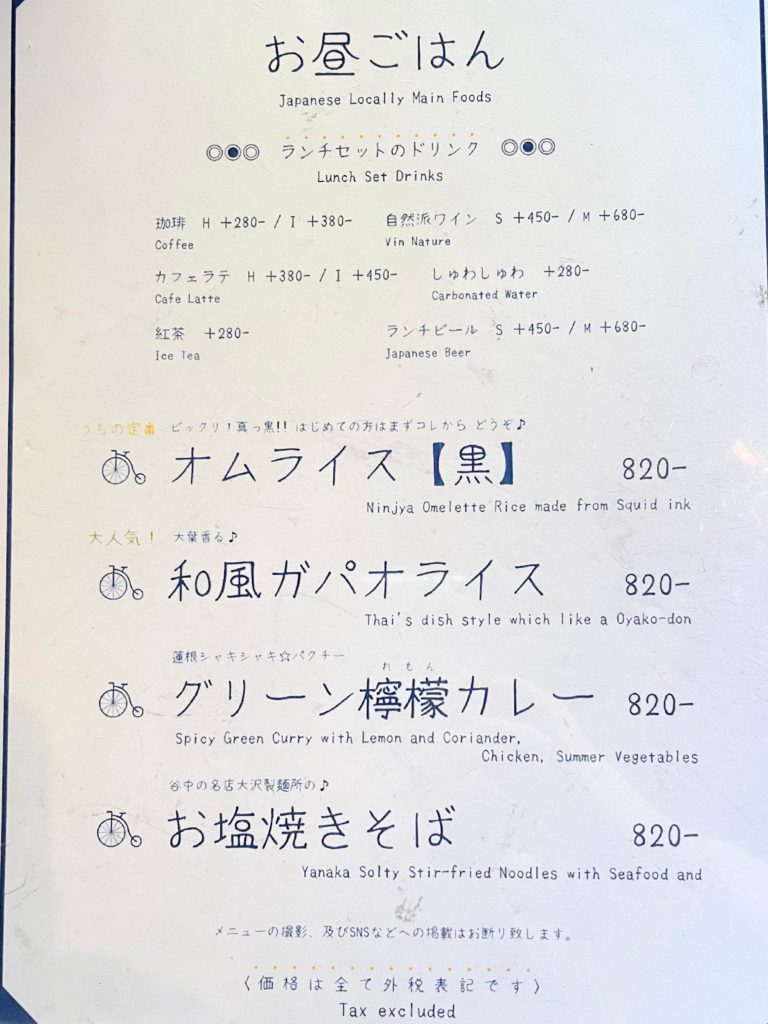 お昼ごはん
Japanese Locally Main Foods
ランチセットのドリンク
Lunch Set Drinks
珈琲 H +280- / I +380-
Coffee
自然派ワイン S +450- / M +680-
Vin Nature
カフェラテ H +380- / I +450-
Cafe Latte
しゅわしゅわ +280-
Carbonated Water
紅茶 +280-
Ice Tea
ランチビール S +450- / M +680-
Japanese Beer
うちの定番 ビックリ!真っ黒!! はじめての方はまずコレから どうぞ♪
オムライス【黒】 820-
Ninjya Omelette Rice made from Squid ink
大人気! 大葉香る♪
和風ガパオライス 820-
Thai's dish style which like a Oyako-don
蓮根シャキシャキ☆パクチー
れもん
グリーン檸檬カレー 820-
Spicy Green Curry with Lemon and Coriander,
Chicken, Summer Vegetables
谷中の名店大沢製麺所の♪
お塩焼きそば 820-
Yanaka Solty Stir-fried Noodles with Seafood and
メニューの撮影、及びSNSなどへの掲載はお断り致します。
〈価格は全て外税表記です〉
Tax excluded